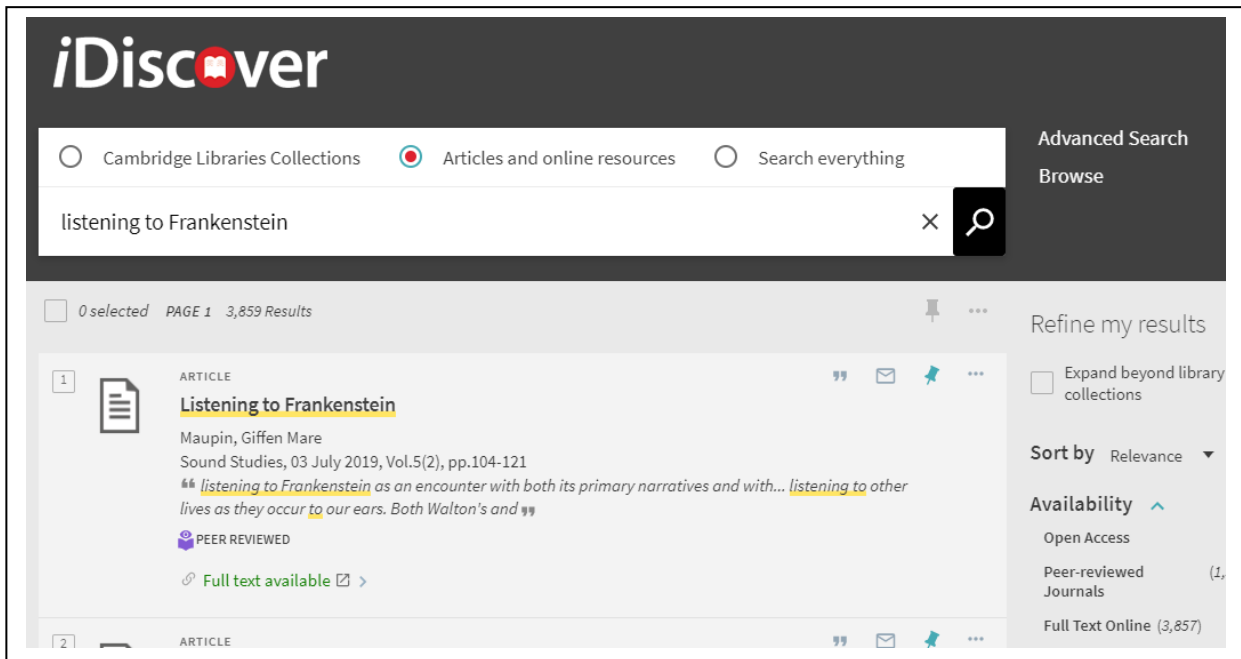 iDiscover
Advanced Search
Browse
Cambridge Libraries Collections Articles and online resources Search everything
listening to Frankenstein
0 selected PAGE 1 3,859 Results
1
ARTICLE
Listening to Frankenstein
Maupin, Giffen Mare
Sound Studies, 03 July 2019, Vol.5(2), pp.104-121
❝ listening to Frankenstein as an encounter with both its primary narratives and with... listening to other
lives as they occur to our ears. Both Walton's and ❞
PEER REVIEWED
Full text available
2
ARTICLE
Refine my results
Expand beyond library
collections
Sort by Relevance
Availability
Open Access
Peer-reviewed (1,
Journals
Full Text Online (3,857)